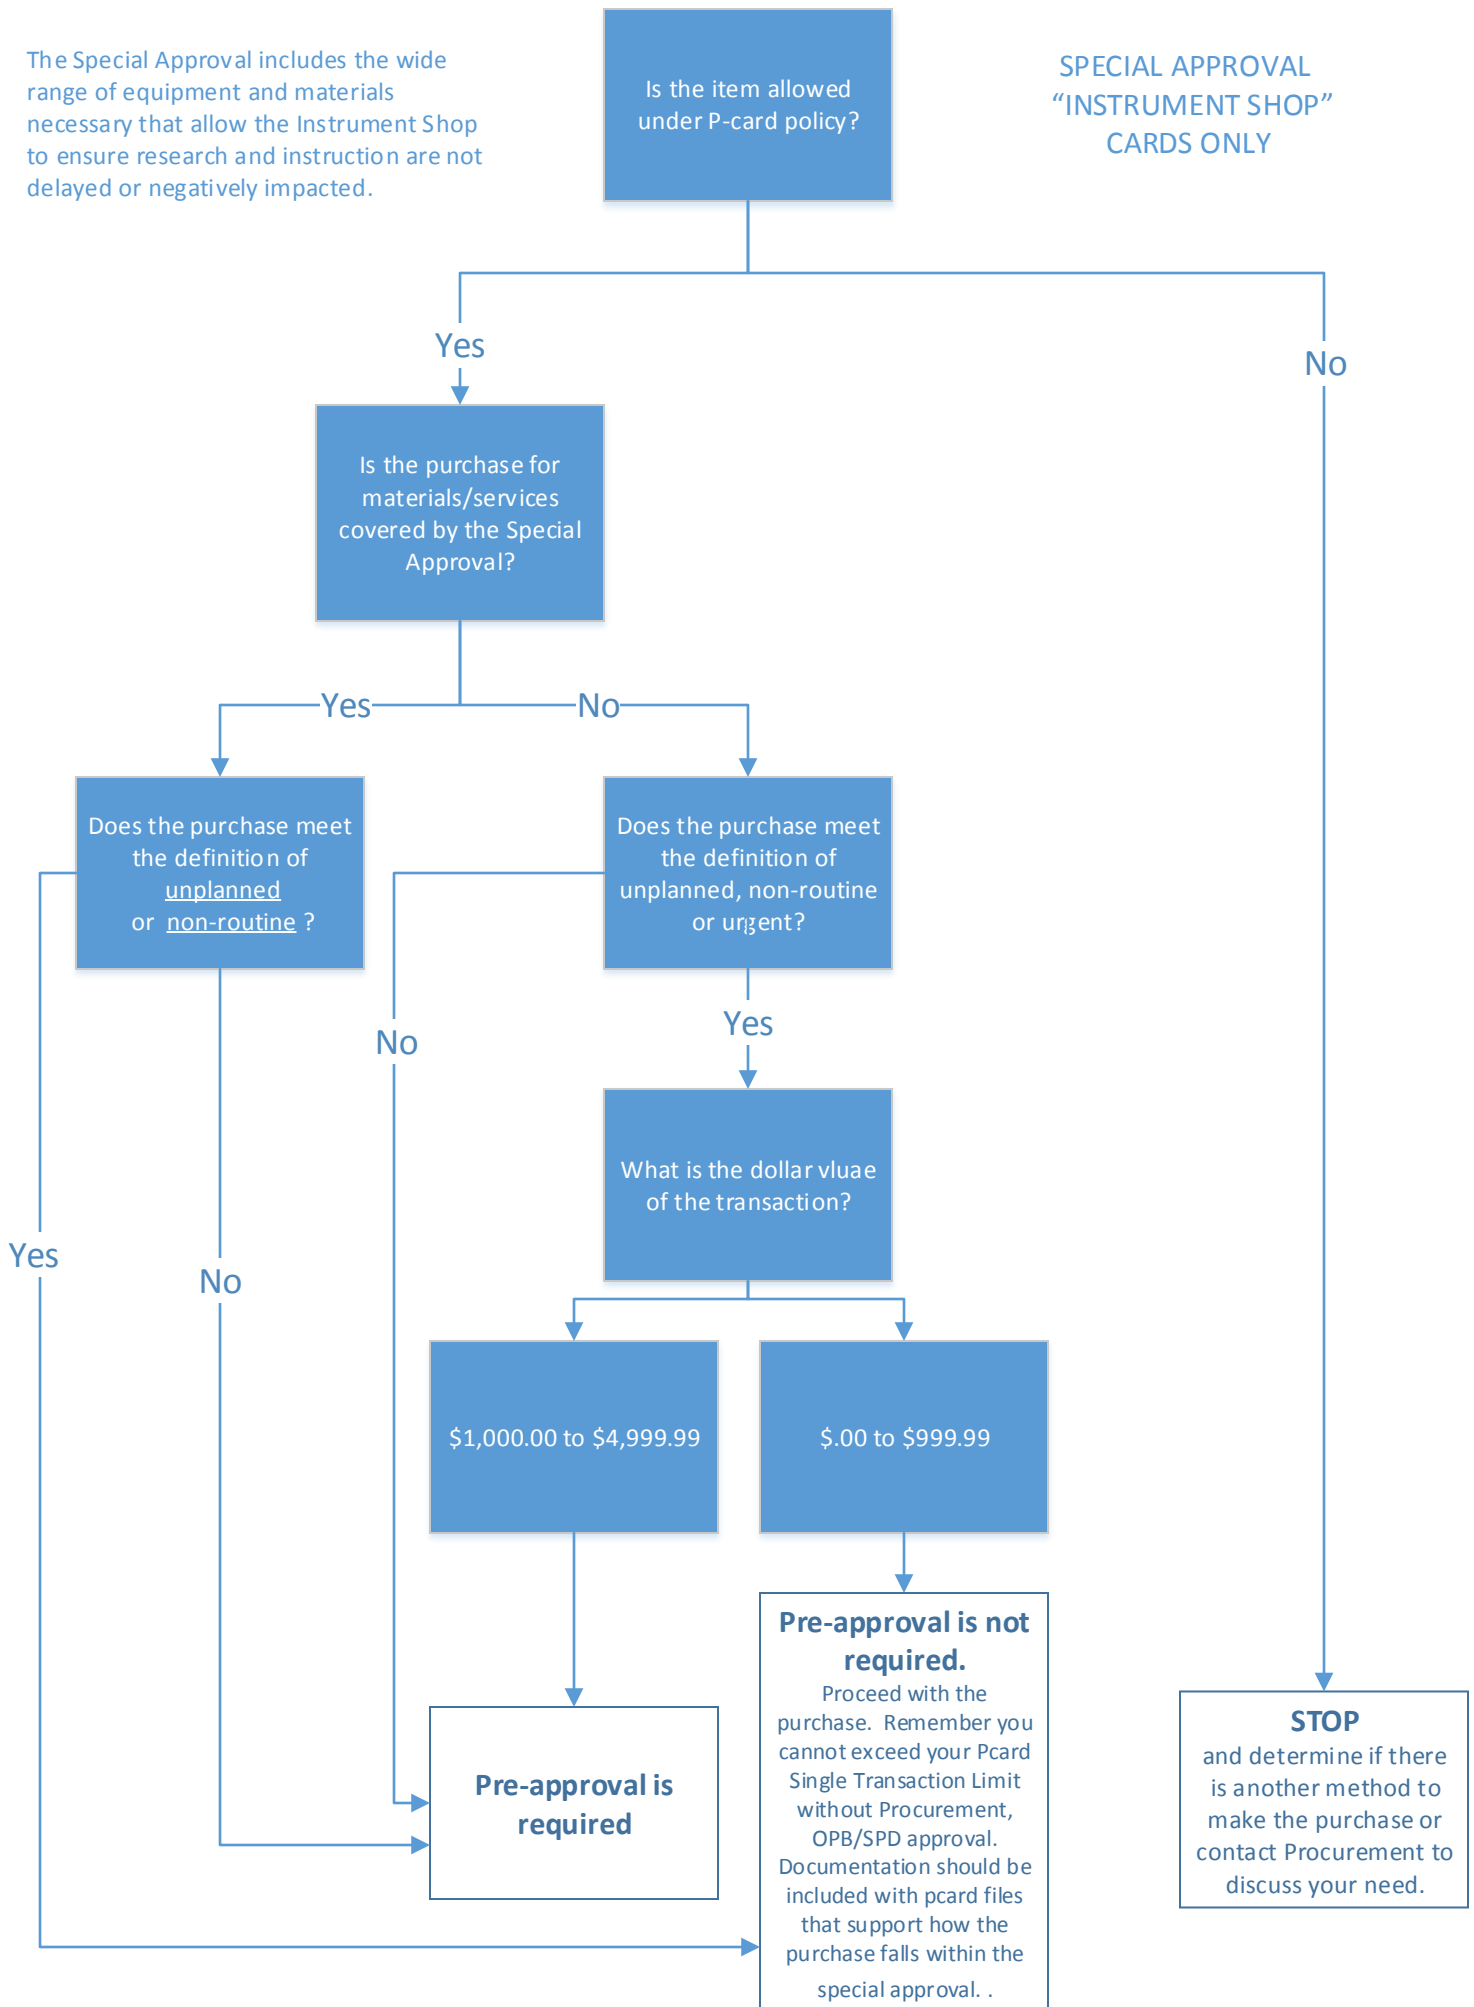 The Special Approval includes the wide
range of equipment and materials
necessary that allow the Instrument Shop
to ensure research and instruction are not
delayed or negatively impacted.
Is the item allowed
under P-card policy?
SPECIAL APPROVAL
“INSTRUMENT SHOP”
CARDS ONLY
Yes
No
Is the purchase for
materials/services
covered by the Special
Approval?
Yes
No
Does the purchase meet
the definition of
unplanned
or non-routine ?
Does the purchase meet
the definition of
unplanned, non-routine
or urgent?
No
Yes
What is the dollar vluae
of the transaction?
Yes
No
$1,000.00 to $4,999.99
$.00 to $999.99
Pre-approval is
required
Pre-approval is not
required.
Proceed with the
purchase. Remember you
cannot exceed your Pcard
Single Transaction Limit
without Procurement,
OPB/SPD approval.
Documentation should be
included with pcard files
that support how the
purchase falls within the
special approval. .
STOP
and determine if there
is another method to
make the purchase or
contact Procurement to
discuss your need.